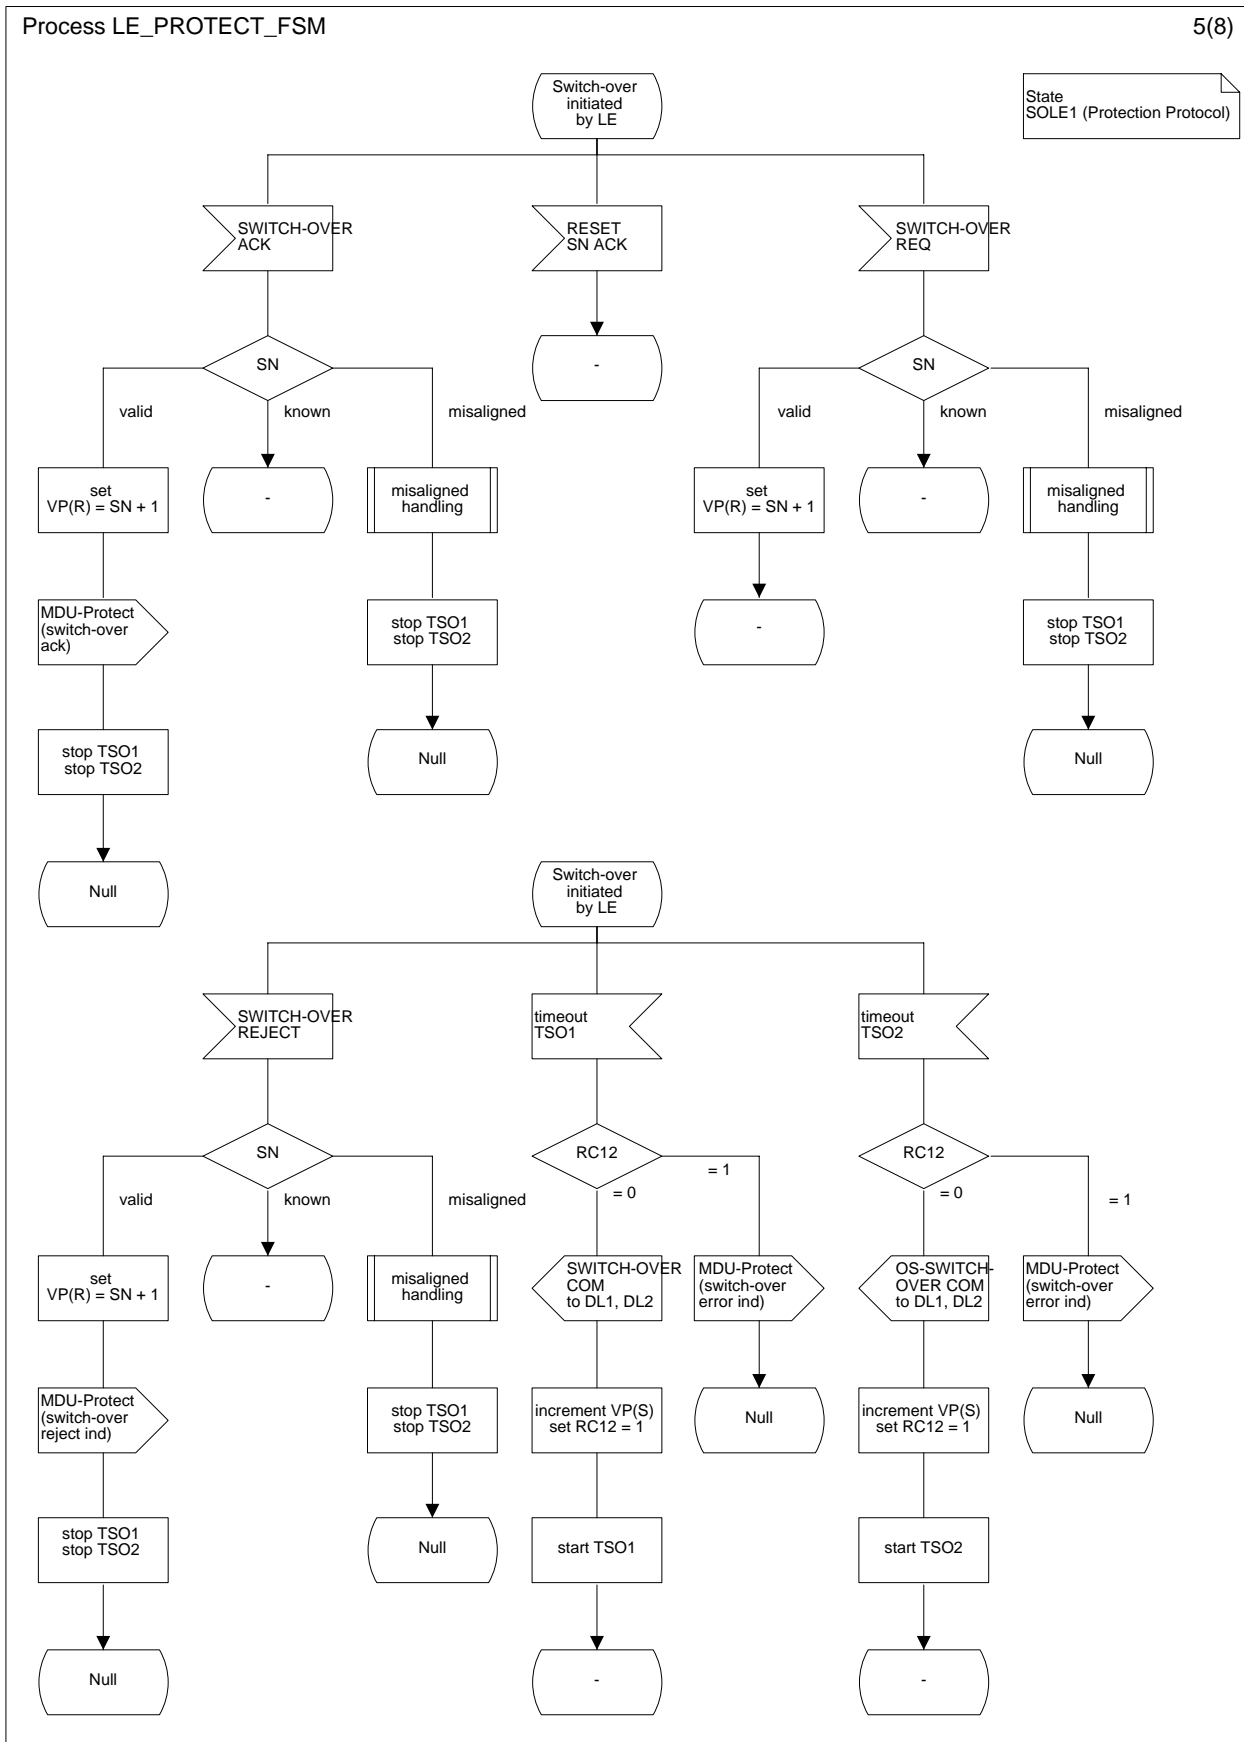 Process LE_PROTECT_FSM
5(8)
Switch-over
initiated
by LE
State
SOLE1 (Protection Protocol)
SWITCH-OVER
ACK
RESET
SN ACK
SWITCH-OVER
REQ
SN
-
SN
valid
known
misaligned
valid
known
misaligned
set
VP(R) = SN + 1
-
misaligned
handling
set
VP(R) = SN + 1
-
misaligned
handling
MDU-Protect
(switch-over
ack)
stop TSO1
stop TSO2
-
stop TSO1
stop TSO2
stop TSO1
stop TSO2
Null
Null
Null
Switch-over
initiated
by LE
SWITCH-OVER
REJECT
timeout
TSO1
timeout
TSO2
SN
RC12
RC12
= 1
= 0
= 0
= 1
valid
known
misaligned
set
VP(R) = SN + 1
-
misaligned
handling
SWITCH-OVER
COM
to DL1, DL2
MDU-Protect
(switch-over
error ind)
OS-SWITCH-
OVER COM
to DL1, DL2
MDU-Protect
(switch-over
error ind)
MDU-Protect
(switch-over
reject ind)
stop TSO1
stop TSO2
increment VP(S)
set RC12 = 1
Null
increment VP(S)
set RC12 = 1
Null
stop TSO1
stop TSO2
Null
start TSO1
start TSO2
Null
-
-